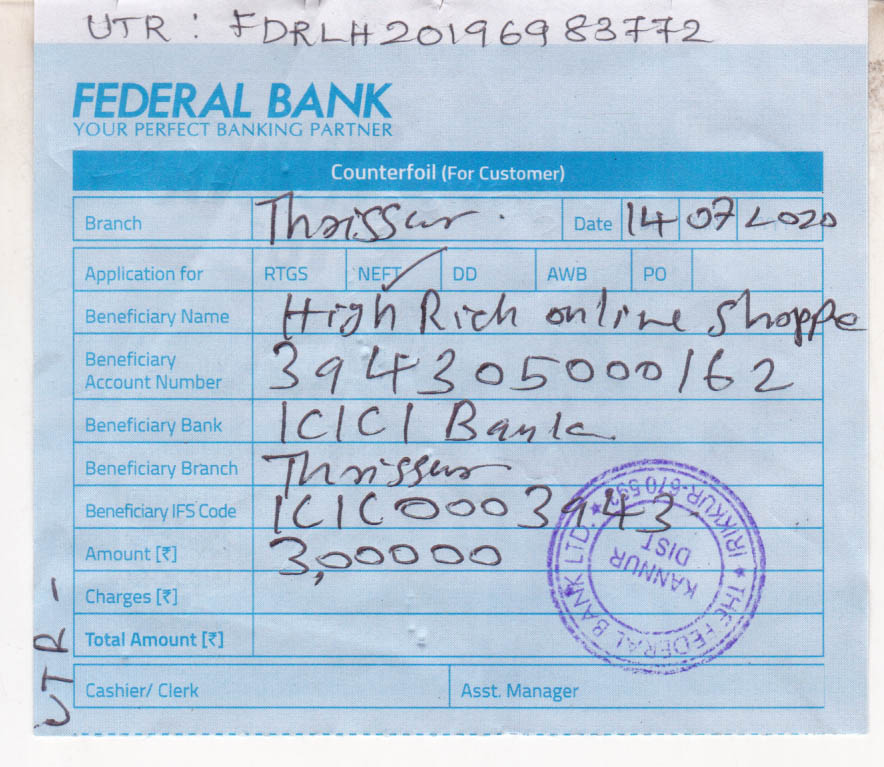 UTR : FDRLH20196983772
FEDERAL BANK
YOUR PERFECT BANKING PARTNER
Counterfoil (For Customer)
Branch Thrissur . Date 14 07 2020
Application for RTGS NEFT DD AWB PO
Beneficiary Name High Rich online Shoppe
Beneficiary Account Number 394305000162
Beneficiary Bank ICICI Bank
Beneficiary Branch Thrissur
Beneficiary IFS Code ICIC0003943
Amount [₹] 3,00000
Charges [₹]
Total Amount [₹]
Cashier/ Clerk Asst. Manager
UTR -
★ THE FEDERAL BANK LTD. ★ IRIKKUR-670 593
KANNUR
DIST